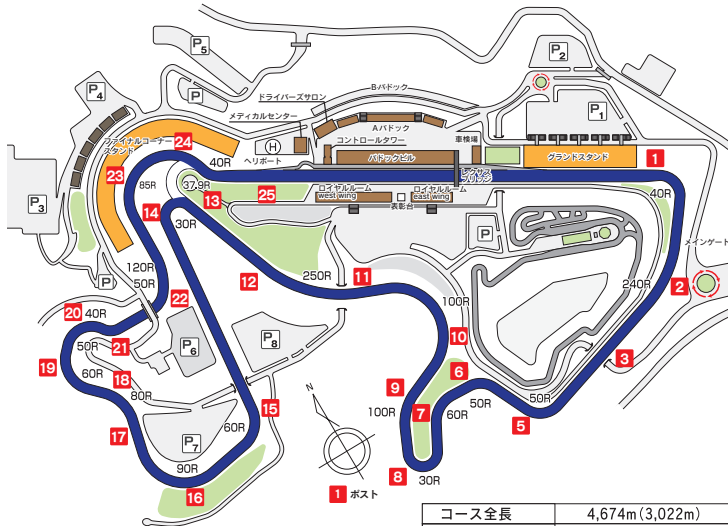 P5
P2
P4
P
ドライバーズサロン
Bパドック
P1
メディカルセンター
Aパドック
ファイナルコーナー
スタンド
24
40R
H
ヘリポート
コントロールタワー
車検場
パドックビル
グランドスタンド
1
23
85R
37.9R
25
ロイヤルルーム
west wing
ロイヤルルーム
east wing
表彰台
40R
P3
14
13
30R
P
メインゲート
120R
50R
12
250R
11
100R
240R
2
P
22
20
40R
10
P8
21
50R
P6
3
19
18
6
60R
9
80R
50R
50R
15
100R
7
60R
5
17
60R
P7
N
90R
8
30R
16
1 ポスト
コース全長 4,674m(3,022m)